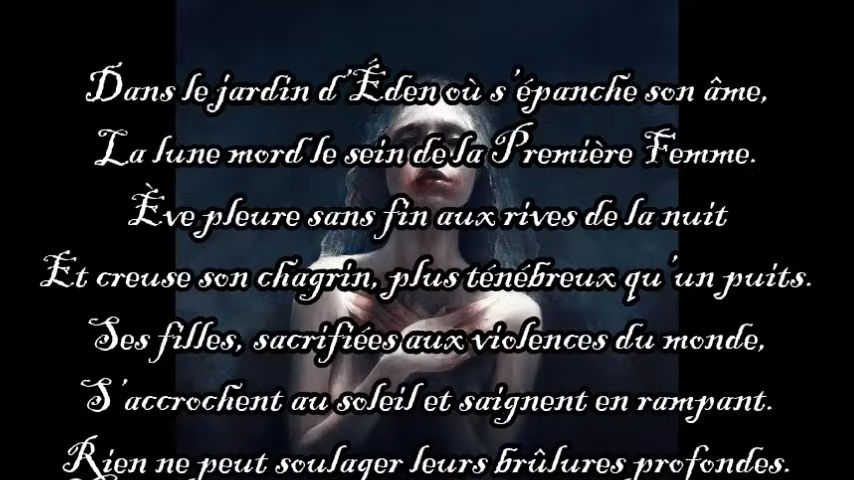 Dans le jardin d'Éden où s'épanche son âme,
La lune mord le sein de la Première Femme.
Ève pleure sans fin aux rives de la nuit
Et creuse son chagrin, plus ténébreux qu'un puits.
Ses filles, sacrifiées aux violences du monde,
S'accrochent au soleil et saignent en rampant.
Rien ne peut soulager leurs brûlures profondes.